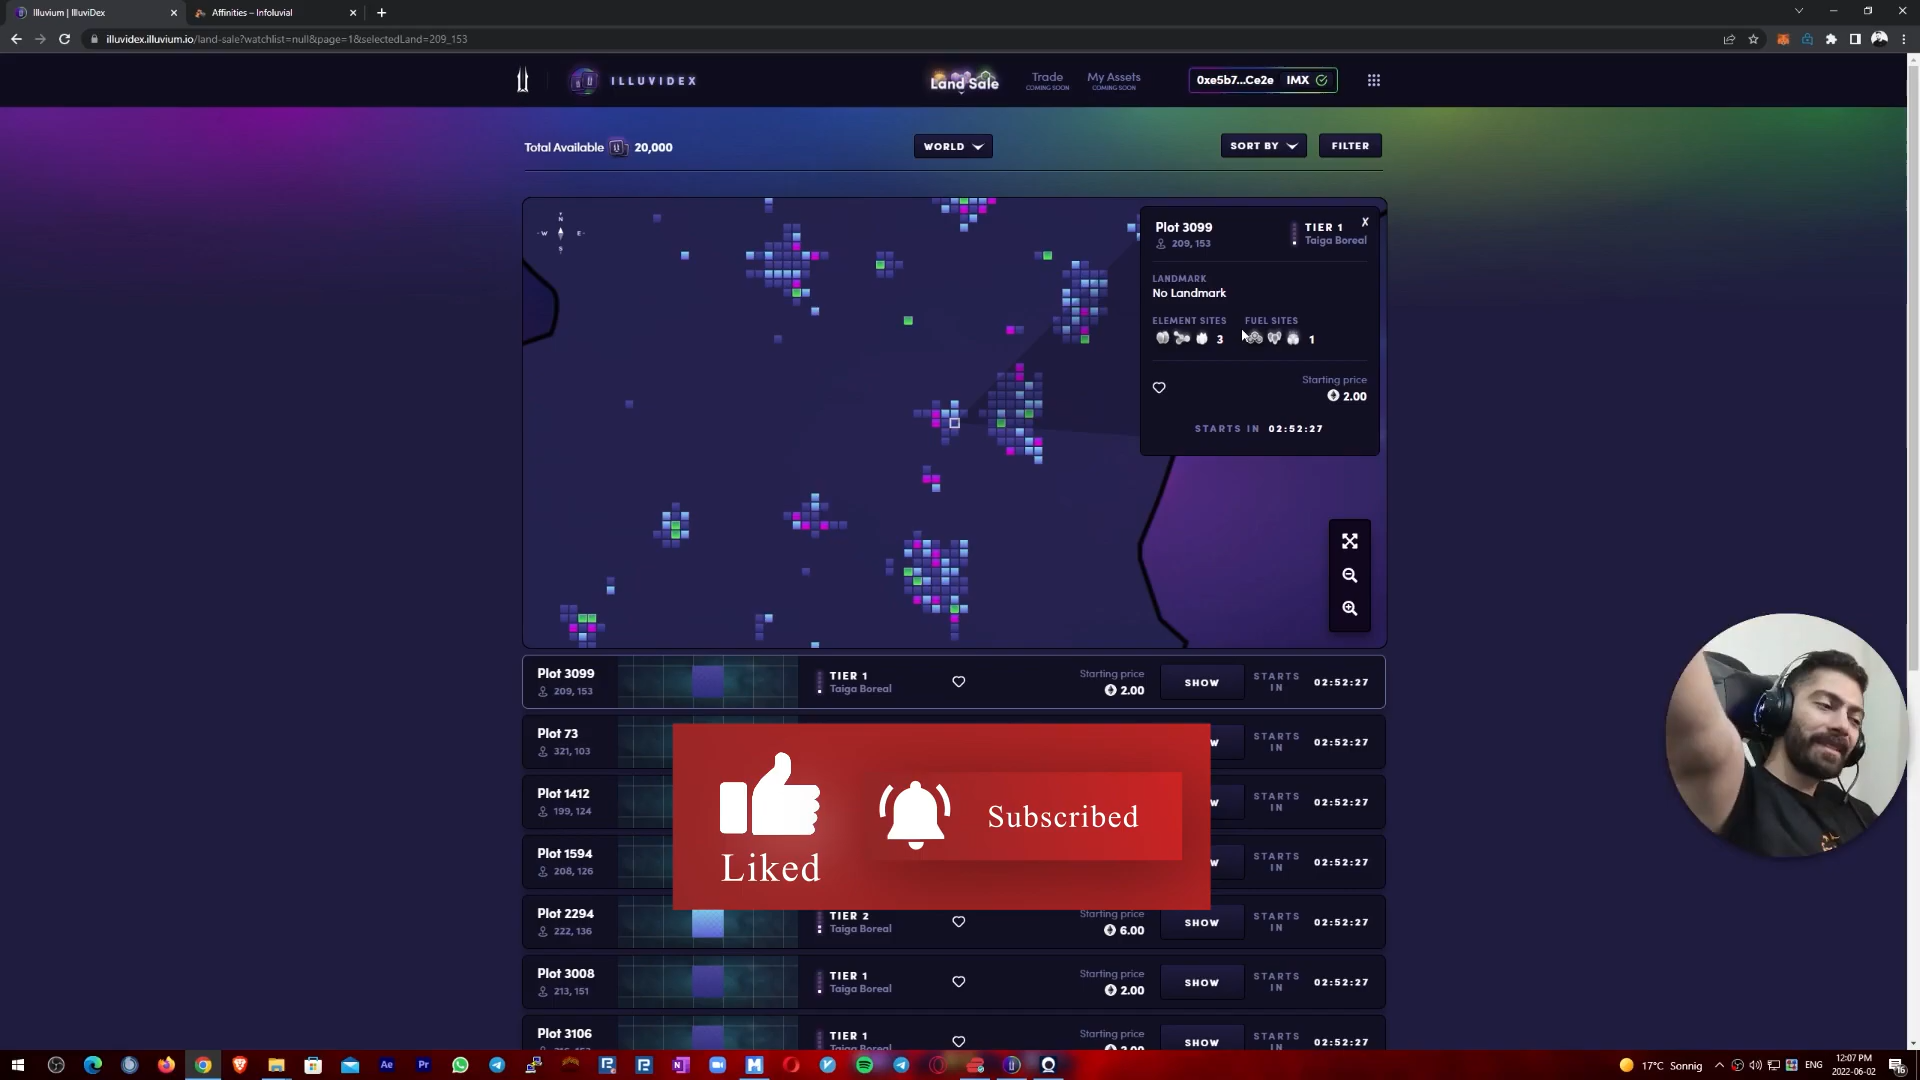 Illuvium | IlluviDex
Affinities – Infoluvial
illuvidex.illuvium.io/land-sale?watchlist=null&page=1&selectedLand=209_153
ILLUVIDEX
Land Sale
Trade
COMING SOON
My Assets
COMING SOON
0xe5b7...Ce2e IMX
Total Available 20,000
WORLD
SORT BY
FILTER
N
W E
S
Plot 3099
209, 153
TIER 1
Taiga Boreal
X
LANDMARK
No Landmark
ELEMENT SITES FUEL SITES
3 1
Starting price
2.00
STARTS IN 02:52:27
Plot 3099
209, 153
TIER 1
Taiga Boreal
Starting price
2.00
SHOW
STARTS IN
02:52:27
Plot 73
321, 103
W
STARTS IN
02:52:27
Plot 1412
199, 124
W
STARTS IN
02:52:27
Plot 1594
208, 126
W
STARTS IN
02:52:27
Liked
Subscribed
Plot 2294
222, 136
TIER 2
Taiga Boreal
Starting price
6.00
SHOW
STARTS IN
02:52:27
Plot 3008
213, 151
TIER 1
Taiga Boreal
Starting price
2.00
SHOW
STARTS IN
02:52:27
Plot 3106
TIER 1
Starting price
SHOW
STARTS
02:52:27
Ae
Pr
17°C Sonnig
ENG
12:07 PM
2022-06-02
16